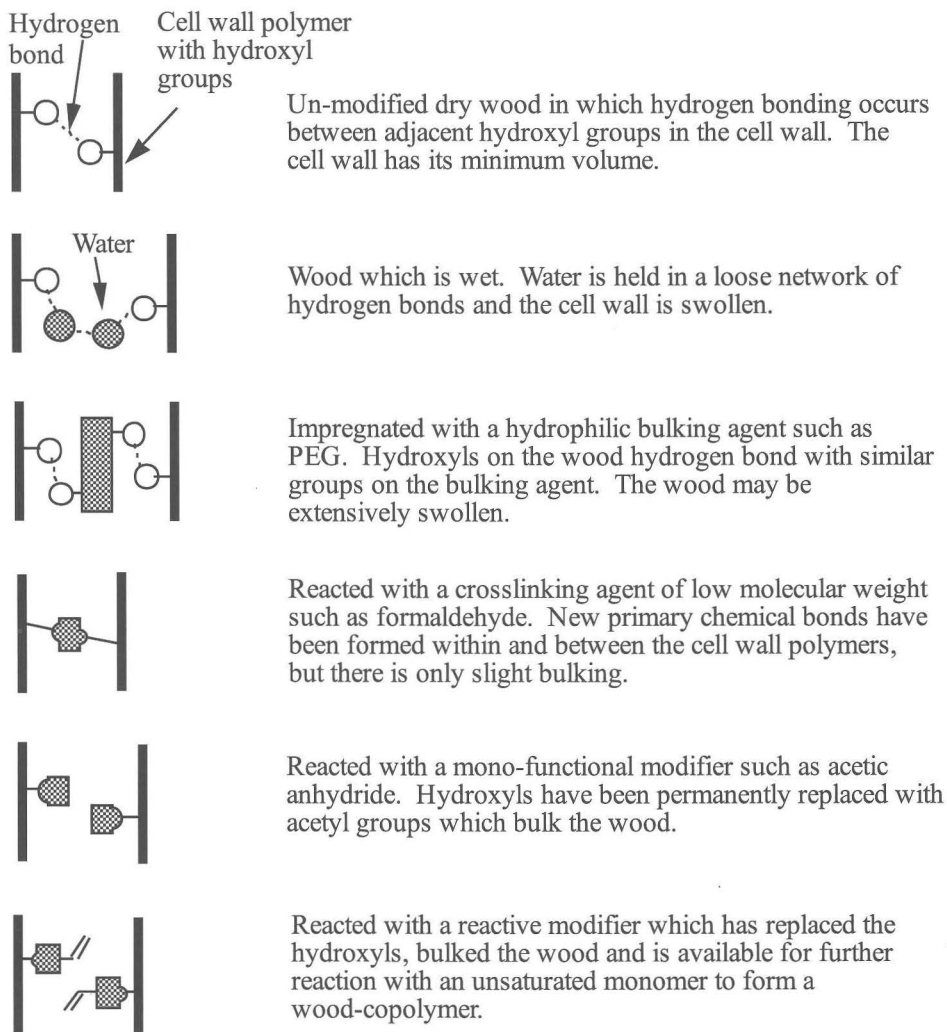 Hydrogen
bond
Cell wall polymer
with hydroxyl
groups
Un-modified dry wood in which hydrogen bonding occurs
between adjacent hydroxyl groups in the cell wall. The
cell wall has its minimum volume.
Water
Wood which is wet. Water is held in a loose network of
hydrogen bonds and the cell wall is swollen.
Impregnated with a hydrophilic bulking agent such as
PEG. Hydroxyls on the wood hydrogen bond with similar
groups on the bulking agent. The wood may be
extensively swollen.
Reacted with a crosslinking agent of low molecular weight
such as formaldehyde. New primary chemical bonds have
been formed within and between the cell wall polymers,
but there is only slight bulking.
Reacted with a mono-functional modifier such as acetic
anhydride. Hydroxyls have been permanently replaced with
acetyl groups which bulk the wood.
Reacted with a reactive modifier which has replaced the
hydroxyls, bulked the wood and is available for further
reaction with an unsaturated monomer to form a
wood-copolymer.